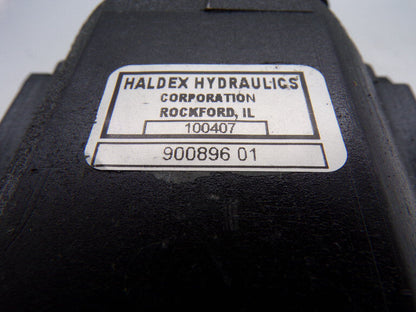 HALDEX HYDRAULICS
CORPORATION
ROCKFORD, IL
100407
900896 01